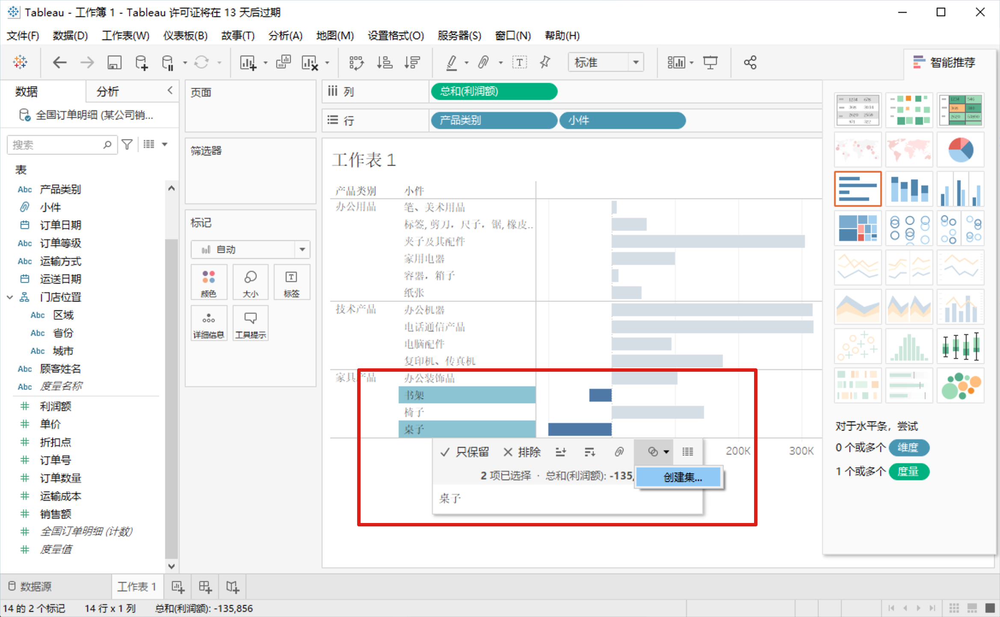 Tableau - 工作簿 1 - Tableau 许可证将在 13 天后过期
文件(F) 数据(D) 工作表(W) 仪表板(B) 故事(T) 分析(A) 地图(M) 设置格式(O) 服务器(S) 窗口(N) 帮助(H)
标准
智能推荐
数据 分析
全国订单明细 (某公司销...
搜索
表
Abc 产品类别
小件
订单日期
Abc 订单等级
Abc 运输方式
运送日期
门店位置
Abc 区域
Abc 省份
Abc 城市
Abc 顾客姓名
Abc 度量名称
利润额
单价
折扣点
订单号
订单数量
运输成本
销售额
全国订单明细 (计数)
度量值
页面
筛选器
标记
自动
颜色 大小 标签
详细信息 工具提示
列 总和(利润额)
行 产品类别 小件
工作表 1
产品类别 小件
办公用品 笔、美术用品
标签, 剪刀，尺子，锯, 橡皮..
夹子及其配件
家用电器
容器，箱子
纸张
技术产品 办公机器
电话通信产品
电脑配件
复印机、传真机
家具产品 办公装饰品
书架
椅子
桌子
200K 300K
只保留 排除
2 项已选择 · 总和(利润额): -135,
创建集...
桌子
对于水平条，尝试
0 个或多个 维度
1 个或多个 度量
数据源 工作表 1
14 的 2 个标记 14 行 x 1 列 总和(利润额): -135,856